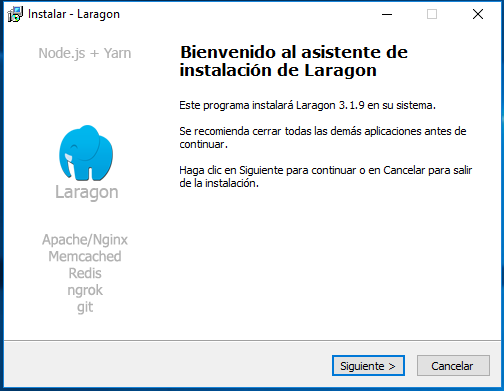 Instalar - Laragon
Node.js + Yarn
Laragon
Apache/Nginx
Memcached
Redis
ngrok
git
Bienvenido al asistente de
instalación de Laragon
Este programa instalará Laragon 3.1.9 en su sistema.
Se recomienda cerrar todas las demás aplicaciones antes de
continuar.
Haga clic en Siguiente para continuar o en Cancelar para salir
de la instalación.
Siguiente >
Cancelar